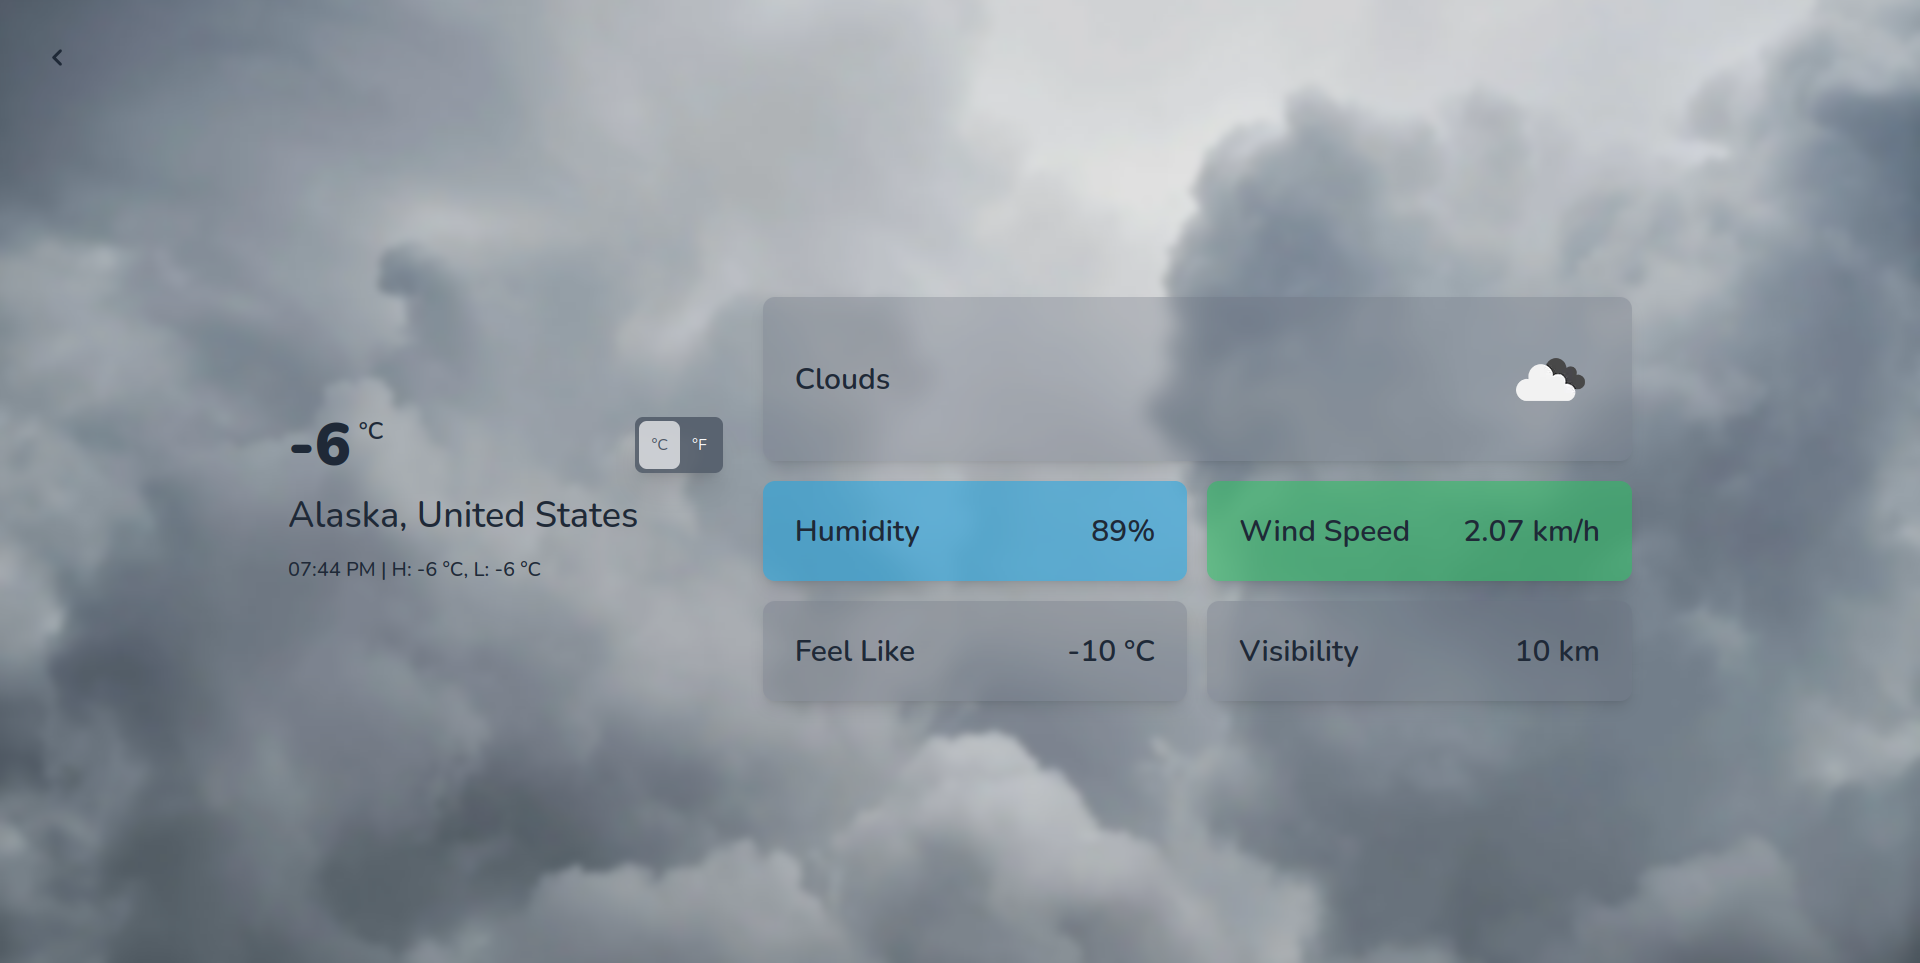 -6 °C
°C °F
Alaska, United States
07:44 PM | H: -6 °C, L: -6 °C
Clouds
Humidity 89%
Wind Speed 2.07 km/h
Feel Like -10 °C
Visibility 10 km